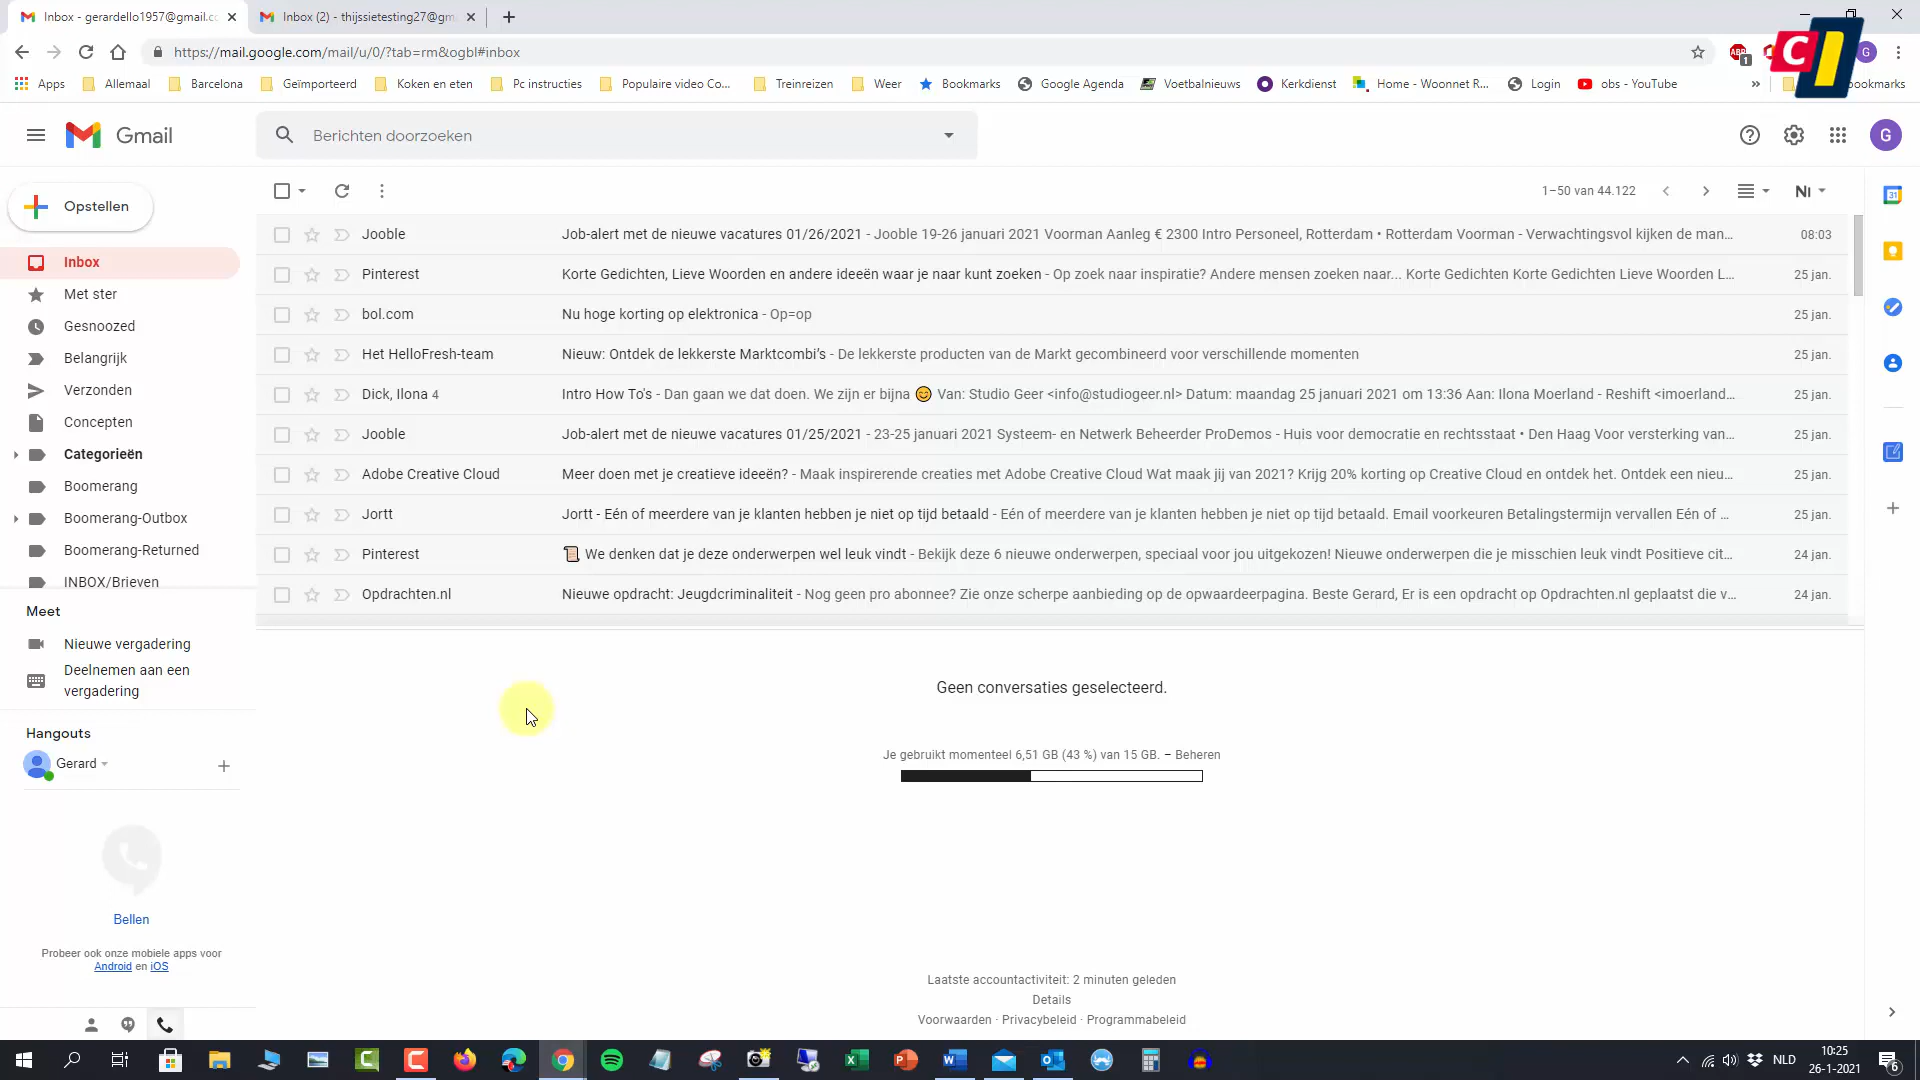 Inbox - gerardello1957@gmail.co
Inbox (2) - thijssietesting27@gm
https://mail.google.com/mail/u/0/?tab=rm&ogbl#inbox
ABP
1
G
CI
Apps
Allemaal
Barcelona
Geïmporteerd
Koken en eten
Pc instructies
Populaire video Co...
Treinreizen
Weer
Bookmarks
Google Agenda
Voetbalnieuws
Kerkdienst
Home - Woonnet R...
Login
obs - YouTube
»
bookmarks
Gmail
Berichten doorzoeken
G
Opstellen
1–50 van 44.122
Inbox
Met ster
Gesnoozed
Belangrijk
Verzonden
Concepten
Categorieën
Boomerang
Boomerang-Outbox
Boomerang-Returned
INBOX/Brieven
Jooble Job-alert met de nieuwe vacatures 01/26/2021 - Jooble 19-26 januari 2021 Voorman Aanleg € 2300 Intro Personeel, Rotterdam • Rotterdam Voorman - Verwachtingsvol kijken de man... 08:03
Pinterest Korte Gedichten, Lieve Woorden en andere ideeën waar je naar kunt zoeken - Op zoek naar inspiratie? Andere mensen zoeken naar... Korte Gedichten Korte Gedichten Lieve Woorden L... 25 jan.
bol.com Nu hoge korting op elektronica - Op=op 25 jan.
Het HelloFresh-team Nieuw: Ontdek de lekkerste Marktcombi's - De lekkerste producten van de Markt gecombineerd voor verschillende momenten 25 jan.
Dick, Ilona 4 Intro How To's - Dan gaan we dat doen. We zijn er bijna 😊 Van: Studio Geer <info@studiogeer.nl> Datum: maandag 25 januari 2021 om 13:36 Aan: Ilona Moerland - Reshift <imoerland... 25 jan.
Jooble Job-alert met de nieuwe vacatures 01/25/2021 - 23-25 januari 2021 Systeem- en Netwerk Beheerder ProDemos - Huis voor democratie en rechtsstaat • Den Haag Voor versterking van... 25 jan.
Adobe Creative Cloud Meer doen met je creatieve ideeën? - Maak inspirerende creaties met Adobe Creative Cloud Wat maak jij van 2021? Krijg 20% korting op Creative Cloud en ontdek het. Ontdek een nieu... 25 jan.
Jortt Jortt - Eén of meerdere van je klanten hebben je niet op tijd betaald - Eén of meerdere van je klanten hebben je niet op tijd betaald. Email voorkeuren Betalingstermijn vervallen Eén of ... 25 jan.
Pinterest 📜 We denken dat je deze onderwerpen wel leuk vindt - Bekijk deze 6 nieuwe onderwerpen, speciaal voor jou uitgekozen! Nieuwe onderwerpen die je misschien leuk vindt Positieve cit... 24 jan.
Opdrachten.nl Nieuwe opdracht: Jeugdcriminaliteit - Nog geen pro abonnee? Zie onze scherpe aanbieding op de opwaardeerpagina. Beste Gerard, Er is een opdracht op Opdrachten.nl geplaatst die v... 24 jan.
31
Meet
Nieuwe vergadering
Deelnemen aan een
vergadering
Hangouts
Gerard
Bellen
Probeer ook onze mobiele apps voor
Android en iOS
Geen conversaties geselecteerd.
Je gebruikt momenteel 6,51 GB (43 %) van 15 GB. – Beheren
Laatste accountactiviteit: 2 minuten geleden
Details
Voorwaarden · Privacybeleid · Programmabeleid
NLD
10:25
26-1-2021
6